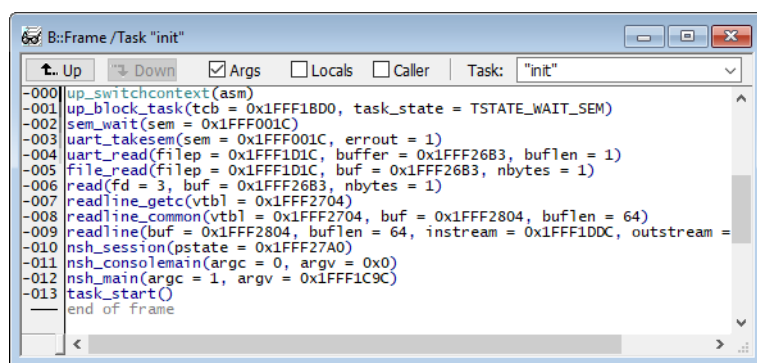 B::Frame /Task "init"
Up Down Args Locals Caller Task: "init"
-000 up_switchcontext(asm)
-001 up_block_task(tcb = 0x1FFF1BD0, task_state = TSTATE_WAIT_SEM)
-002 sem_wait(sem = 0x1FFF001C)
-003 uart_takesem(sem = 0x1FFF001C, errout = 1)
-004 uart_read(filep = 0x1FFF1D1C, buffer = 0x1FFF26B3, buflen = 1)
-005 file_read(filep = 0x1FFF1D1C, buf = 0x1FFF26B3, nbytes = 1)
-006 read(fd = 3, buf = 0x1FFF26B3, nbytes = 1)
-007 readline_getc(vtbl = 0x1FFF2704)
-008 readline_common(vtbl = 0x1FFF2704, buf = 0x1FFF2804, buflen = 64)
-009 readline(buf = 0x1FFF2804, buflen = 64, instream = 0x1FFF1DDC, outstream =
-010 nsh_session(pstate = 0x1FFF27A0)
-011 nsh_consolemain(argc = 0, argv = 0x0)
-012 nsh_main(argc = 1, argv = 0x1FFF1C9C)
-013 task_start()
end of frame